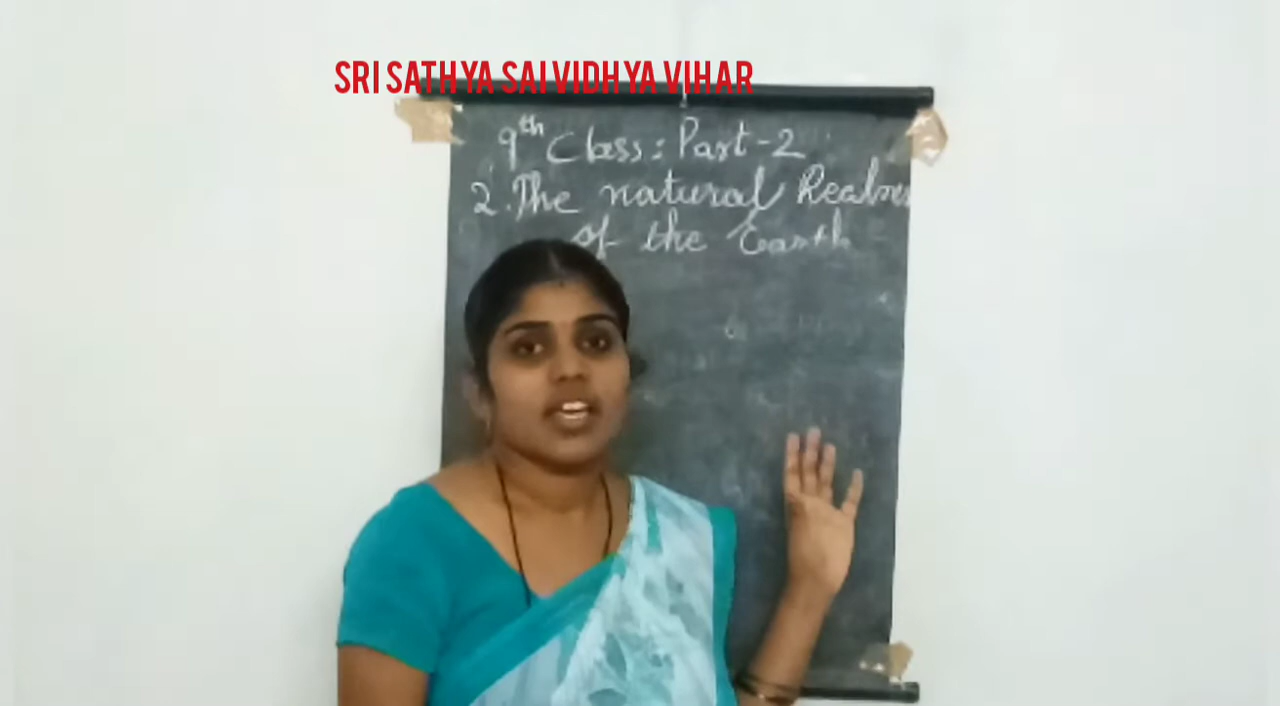 SRI SATHYA SAI VIDHYA VIHAR
9th Class: Part-2
2. The natural Realms
of the Earth